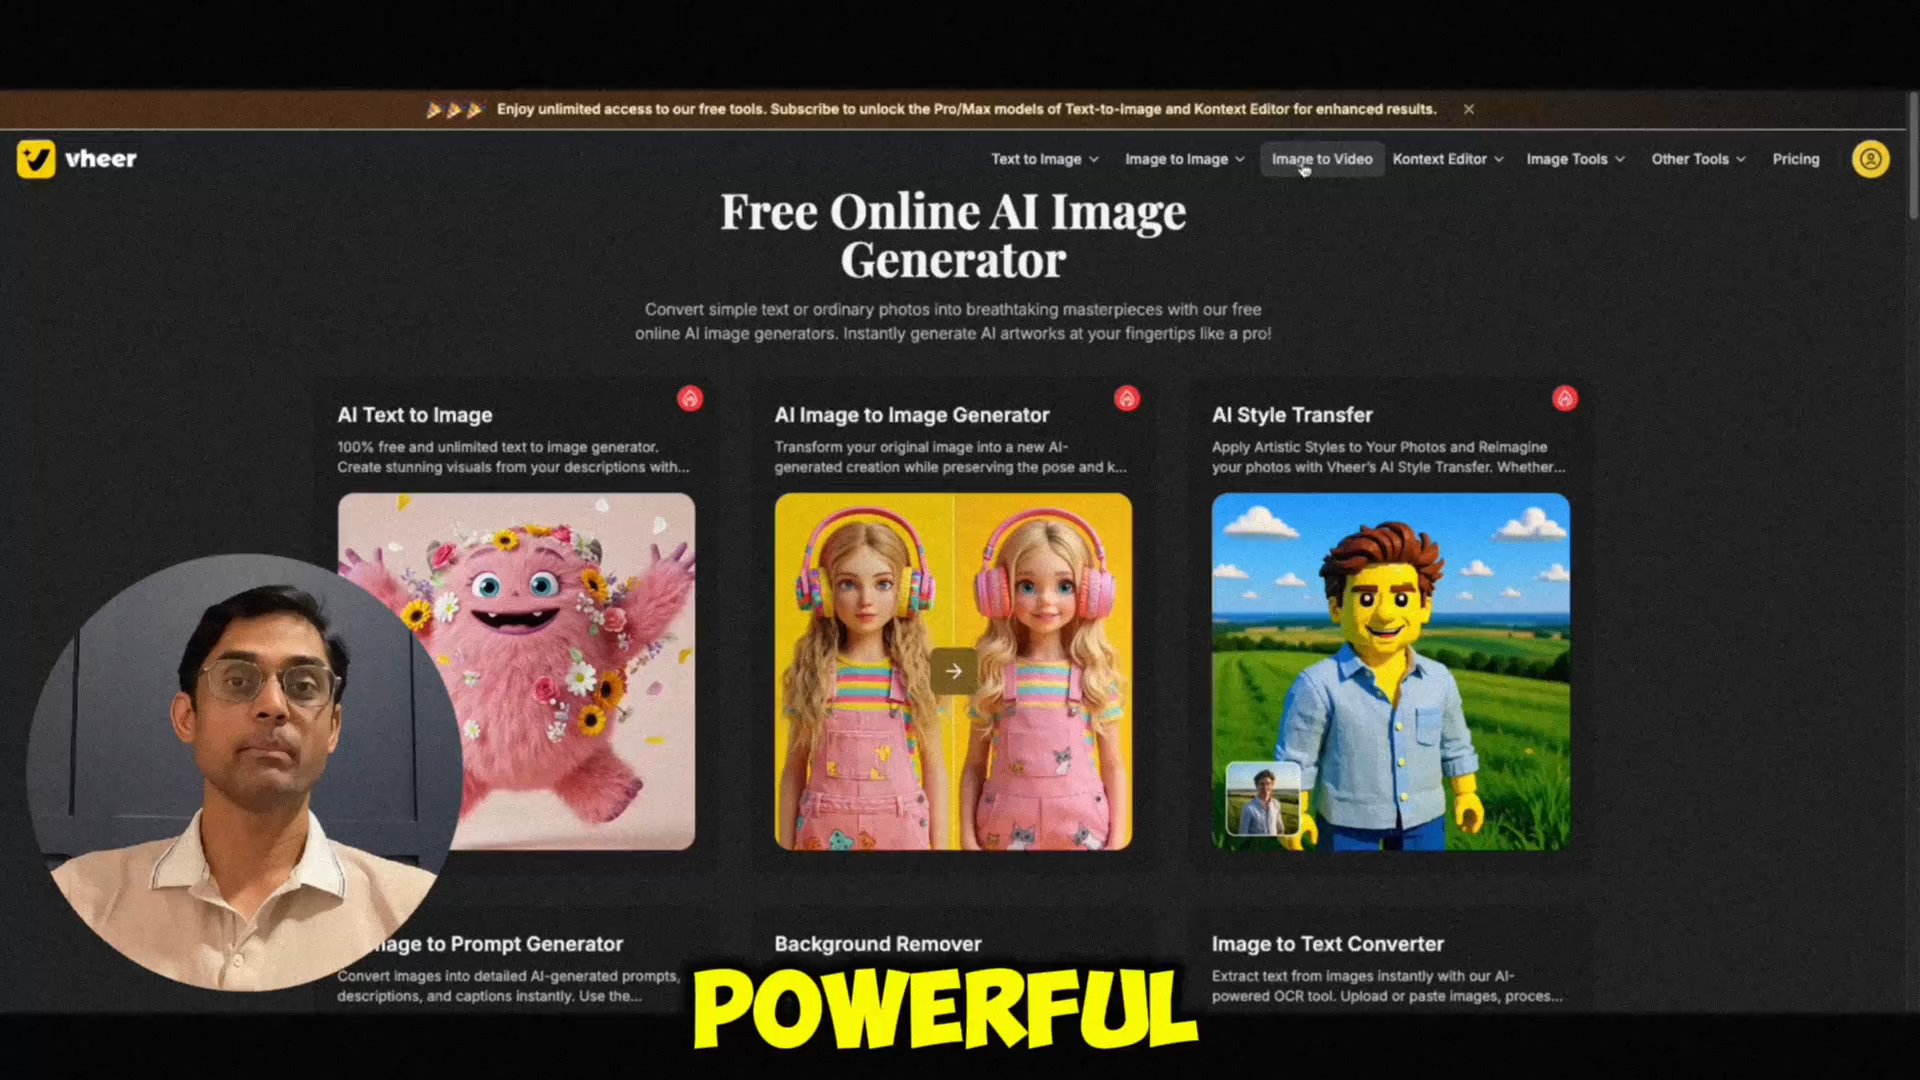 Enjoy unlimited access to our free tools. Subscribe to unlock the Pro/Max models of Text-to-Image and Kontext Editor for enhanced results.
vheer
Text to Image
Image to Image
Image to Video
Kontext Editor
Image Tools
Other Tools
Pricing
Free Online AI Image
Generator
Convert simple text or ordinary photos into breathtaking masterpieces with our free
online AI image generators. Instantly generate AI artworks at your fingertips like a pro!
AI Text to Image
100% free and unlimited text to image generator.
Create stunning visuals from your descriptions with...
AI Image to Image Generator
Transform your original image into a new AI-
generated creation while preserving the pose and k...
AI Style Transfer
Apply Artistic Styles to Your Photos and Reimagine
your photos with Vheer's AI Style Transfer. Whether...
mage to Prompt Generator
Convert images into detailed AI-generated prompts,
descriptions, and captions instantly. Use the...
Background Remover
Image to Text Converter
Extract text from images instantly with our AI-
powered OCR tool. Upload or paste images, proces...
POWERFUL